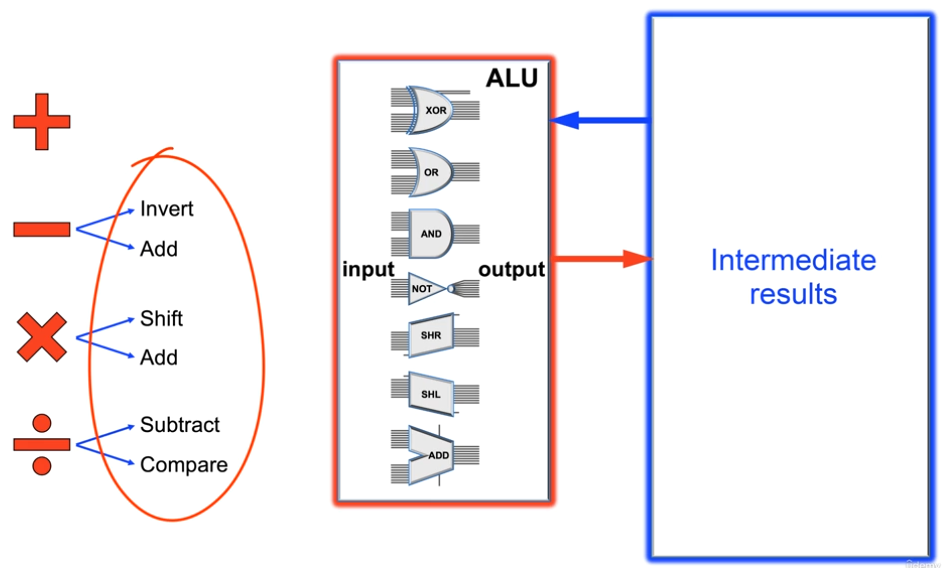 ALU
XOR
OR
Invert
AND
Add
input
output
NOT
Intermediate
results
Shift
SHR
Add
SHL
Subtract
ADD
Compare